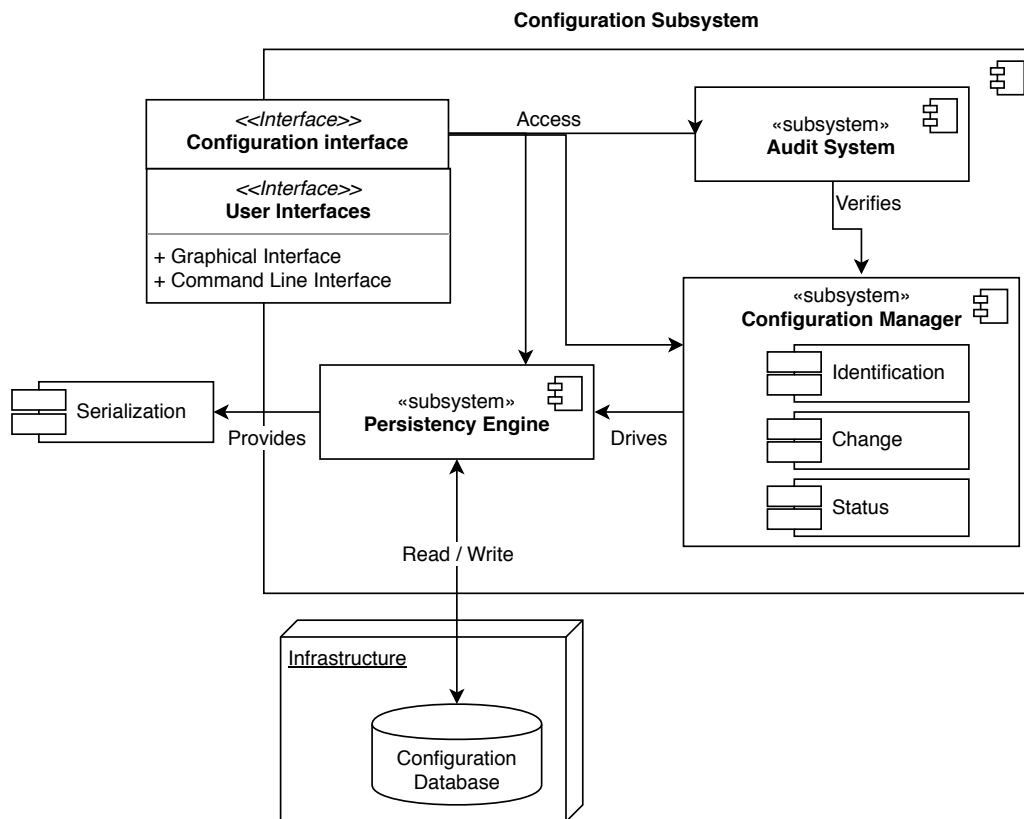 Configuration Subsystem
<<Interface>>
Configuration interface
Access
«subsystem»
Audit System
<<Interface>>
User Interfaces
+ Graphical Interface
+ Command Line Interface
Verifies
«subsystem»
Configuration Manager
Identification
Change
Status
Serialization
Provides
«subsystem»
Persistency Engine
Drives
Read / Write
Infrastructure
Configuration
Database